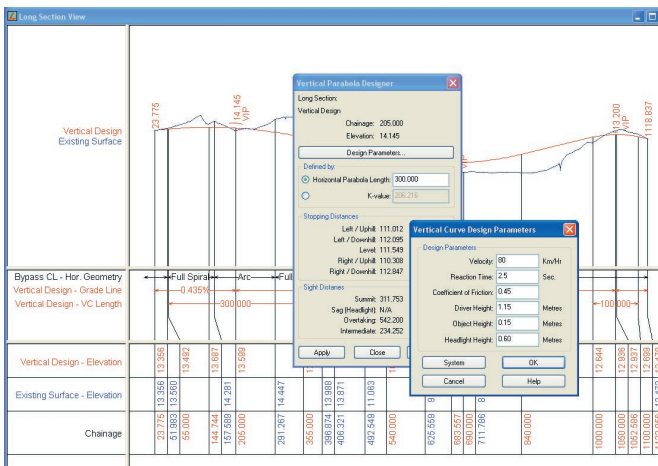 Long Section View
23.775
14.145
VIP
VIP
13.200
VIP
1118.837
Vertical Design
Existing Surface
Vertical Parabola Designer
Long Section:
Vertical Design
Chainage: 205.000
Elevation: 14.145
Design Parameters...
Defined by:
Horizontal Parabola Length: 300.000
K-value: 206.216
Stopping Distances
Left / Uphill: 111.012
Left / Downhill: 112.095
Level: 111.549
Right / Uphill: 110.308
Right / Downhill: 112.847
Sight Distances
Summit: 311.753
Sag (Headlight): N/A
Overtaking: 542.200
Intermediate: 234.252
Apply
Close
Vertical Curve Design Parameters
Design Parameters
Velocity: 80 Km/Hr
Reaction Time: 2.5 Sec.
Coefficient of Friction: 0.45
Driver Height: 1.15 Metres
Object Height: 0.15 Metres
Headlight Height: 0.60 Metres
System
OK
Cancel
Help
Bypass CL - Hor. Geometry
Full Spiral
Arc
Full
Vertical Design - Grade Line
0.435%
Vertical Design - VC Length
300.000
100.000
Vertical Design - Elevation
13.356
13.492
13.687
13.599
12.644
12.936
12.937
12.699
Existing Surface - Elevation
13.356
13.560
14.281
14.447
13.988
13.871
11.063
Chainage
23.775
51.983
55.000
144.744
157.589
205.000
291.267
355.000
396.874
406.321
492.549
540.000
625.559
683.557
690.000
711.786
840.000
1000.000
1050.000
1052.586
1100.000